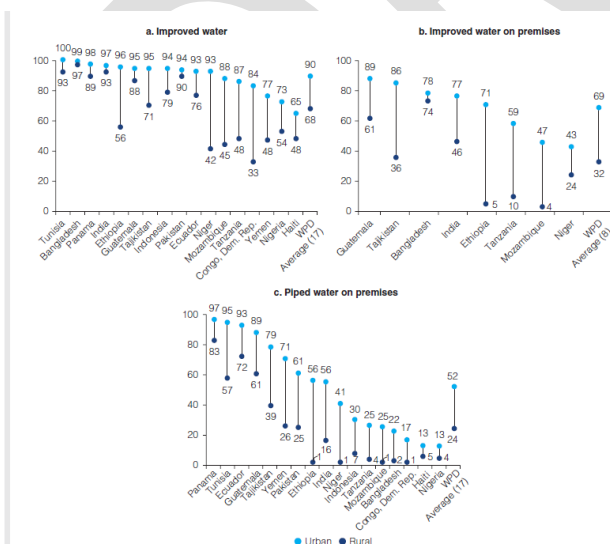 a. Improved water
100
80
60
40
20
0
100 99 98 97 96 95 95 94 94 93 93 88 87 84 77 73 65 90
93 97 89 93 56 88 71 79 90 76 42 45 48 33 48 54 48 68
Tunisia
Bangladesh
Panama
India
Ethiopia
Guatemala
Tajikistan
Indonesia
Pakistan
Ecuador
Niger
Mozambique
Tanzania
Congo, Dem. Rep.
Yemen
Nigeria
Haiti
WPD
Average (17)
b. Improved water on premises
100
80
60
40
20
0
89 86 78 77 71 59 47 43 69
61 36 74 46 5 10 4 24 32
Guatemala
Tajikistan
Bangladesh
India
Ethiopia
Tanzania
Mozambique
Niger
WPD
Average (8)
c. Piped water on premises
100
80
60
40
20
0
97 95 93 89 79 71 61 56 56 41 30 25 25 22 17 13 13 52
83 57 72 61 39 26 25 1 16 1 7 4 1 2 1 5 4 24
Panama
Tunisia
Ecuador
Guatemala
Tajikistan
Yemen
Pakistan
Ethiopia
India
Niger
Indonesia
Tanzania
Mozambique
Bangladesh
Congo, Dem. Rep.
Haiti
Nigeria
WPD
Average (17)
Urban Rural